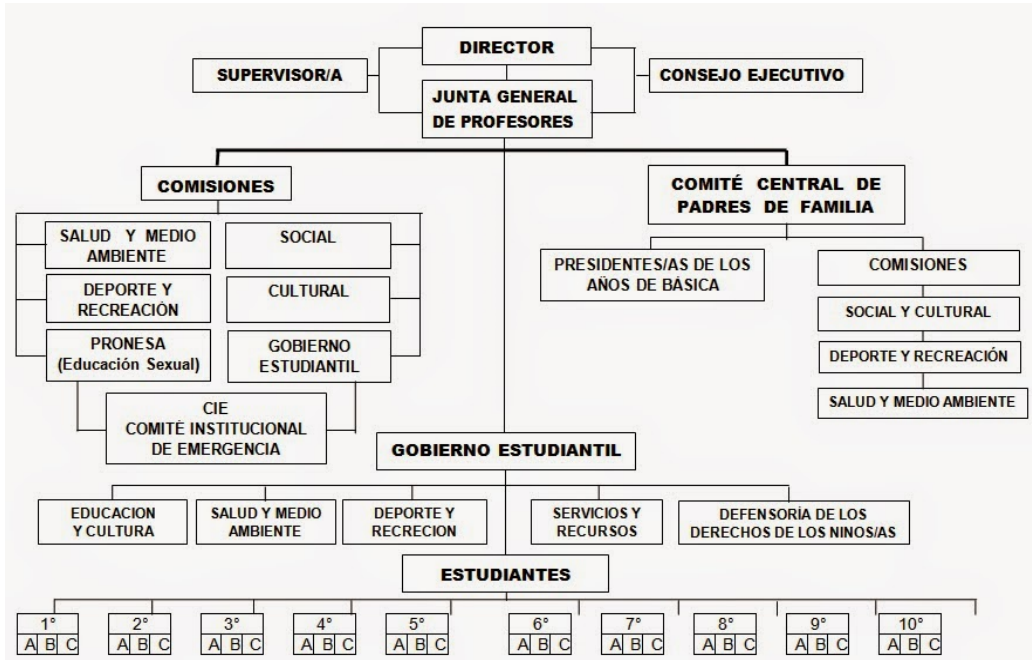 DIRECTOR
SUPERVISOR/A
CONSEJO EJECUTIVO
JUNTA GENERAL
DE PROFESORES
COMISIONES
COMITÉ CENTRAL DE
PADRES DE FAMILIA
SALUD Y MEDIO
AMBIENTE
SOCIAL
DEPORTE Y
RECREACIÓN
CULTURAL
PRONESA
(Educación Sexual)
GOBIERNO
ESTUDIANTIL
CIE
COMITÉ INSTITUCIONAL
DE EMERGENCIA
PRESIDENTES/AS DE LOS
AÑOS DE BÁSICA
COMISIONES
SOCIAL Y CULTURAL
DEPORTE Y RECREACIÓN
SALUD Y MEDIO AMBIENTE
GOBIERNO ESTUDIANTIL
EDUCACION
Y CULTURA
SALUD Y MEDIO
AMBIENTE
DEPORTE Y
RECRECION
SERVICIOS Y
RECURSOS
DEFENSORÍA DE LOS
DERECHOS DE LOS NINOS/AS
ESTUDIANTES
1°
A B C
2°
A B C
3°
A B C
4°
A B C
5°
A B C
6°
A B C
7°
A B C
8°
A B C
9°
A B C
10°
A B C